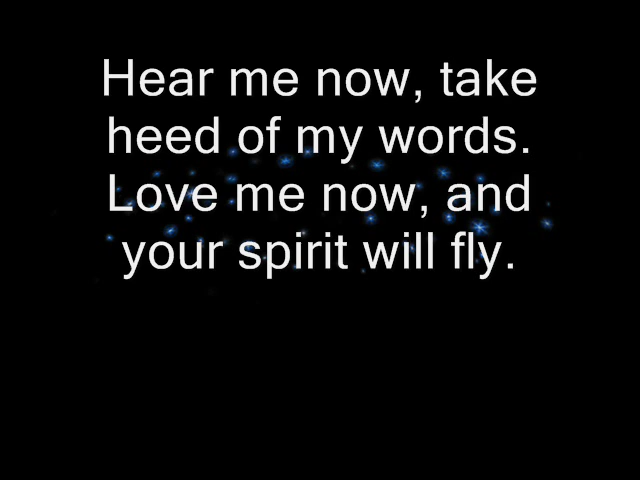 Hear me now, take
heed of my words.
Love me now, and
your spirit will fly.